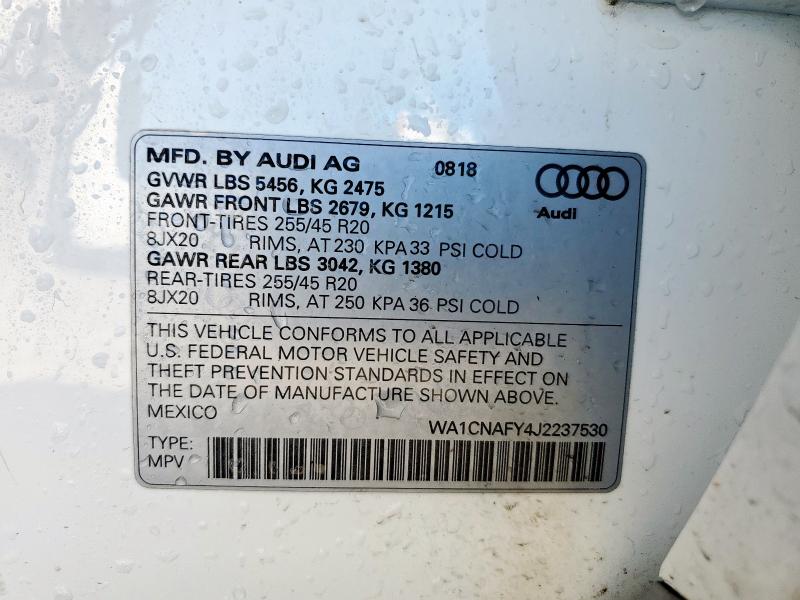 MFD. BY AUDI AG 0818
GVWR LBS 5456, KG 2475
GAWR FRONT LBS 2679, KG 1215
FRONT-TIRES 255/45 R20
8JX20 RIMS, AT 230 KPA 33 PSI COLD
GAWR REAR LBS 3042, KG 1380
REAR-TIRES 255/45 R20
8JX20 RIMS, AT 250 KPA 36 PSI COLD
Audi
THIS VEHICLE CONFORMS TO ALL APPLICABLE
U.S. FEDERAL MOTOR VEHICLE SAFETY AND
THEFT PREVENTION STANDARDS IN EFFECT ON
THE DATE OF MANUFACTURE SHOWN ABOVE.
MEXICO
WA1CNAFY4J2237530
TYPE:
MPV